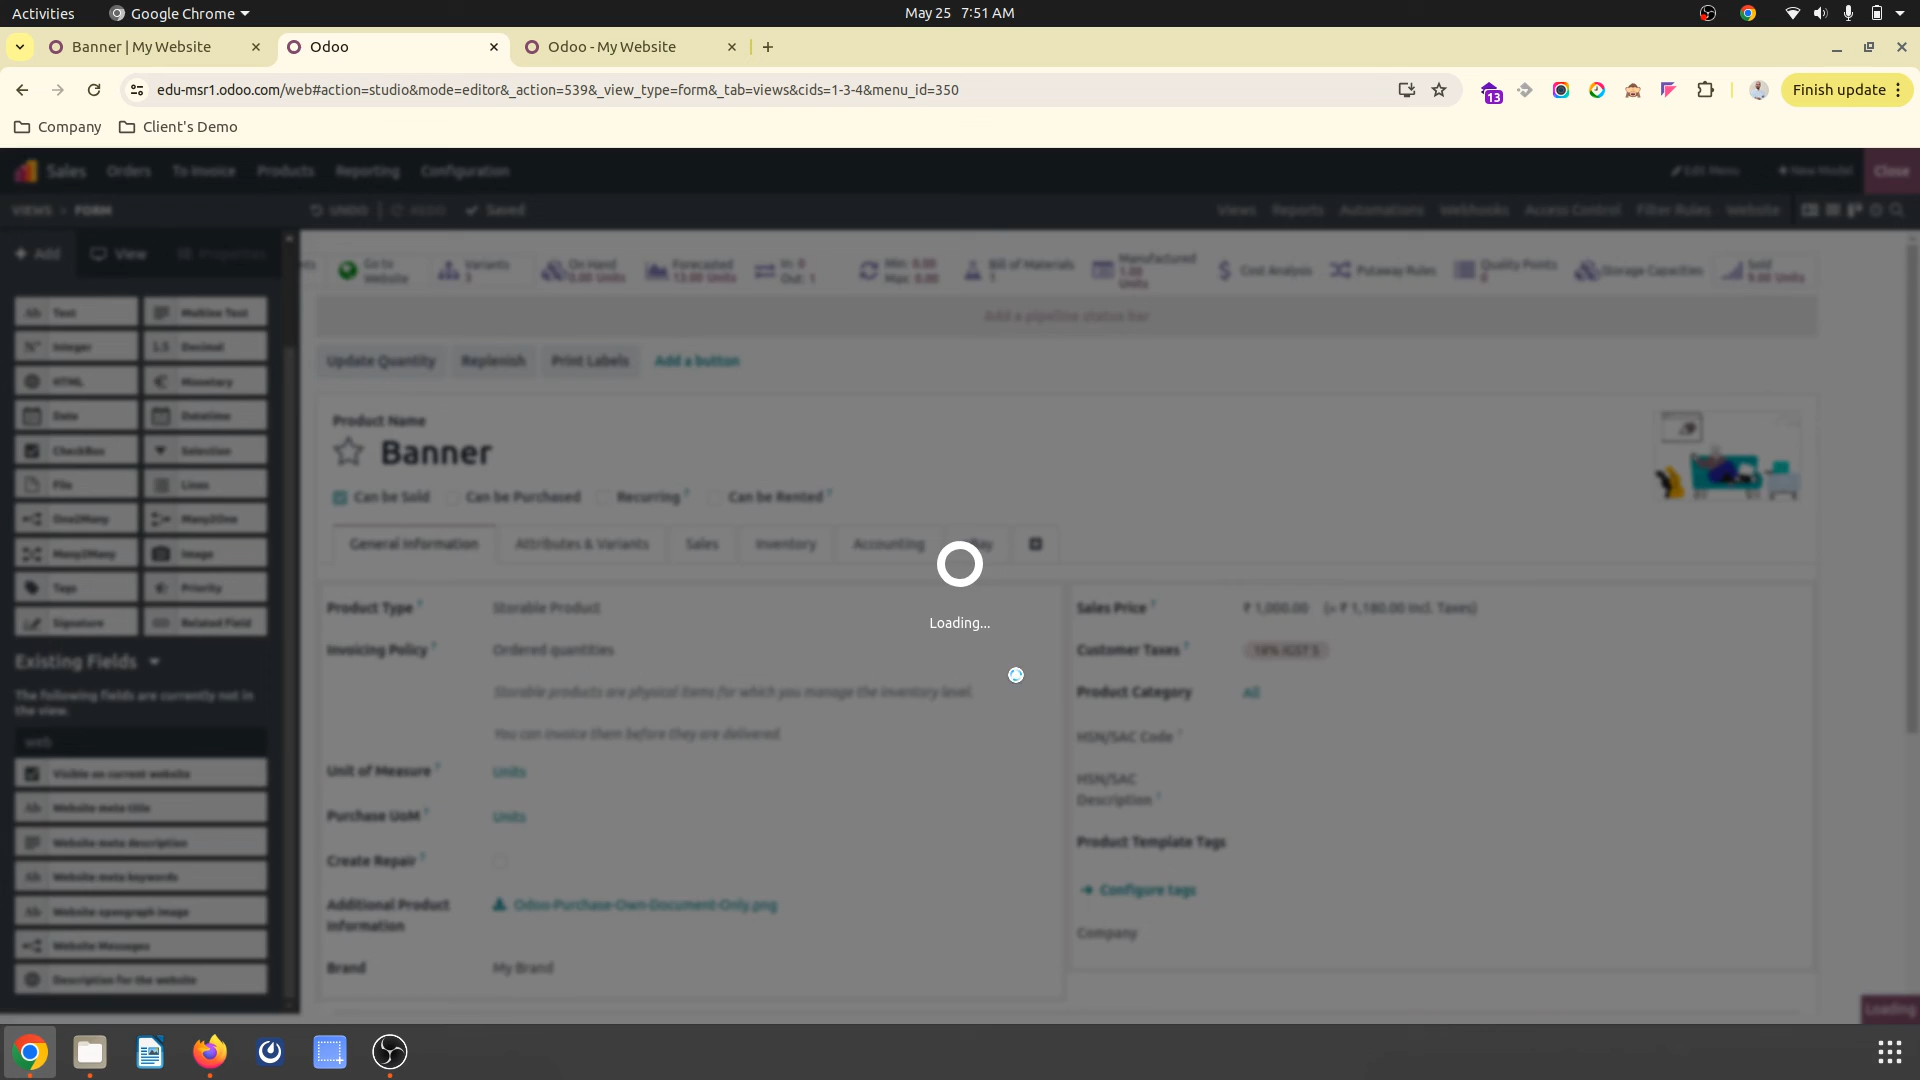 Activities
Google Chrome
May 25 7:51 AM
Banner | My Website
Odoo
Odoo - My Website
edu-msr1.odoo.com/web#action=studio&mode=editor&_action=539&_view_type=form&_tab=views&cids=1-3-4&menu_id=350
13
Finish update
Company
Client's Demo
Sales
Orders
To Invoice
Products
Reporting
Configuration
Edit Menu
New Model
Close
VIEWS
FORM
UNDO
REDO
Saved
Views
Reports
Automations
Webhooks
Access Control
Filter Rules
Website
Add
View
Properties
Go to
Website
Variants
3
On Hand
0.00 Units
Forecasted
13.00 Units
In: 0
Out: 1
Min: 0.00
Max: 0.00
Bill of Materials
1
Manufactured
1.00
Units
Cost Analysis
Putaway Rules
Quality Points
0
Storage Capacities
Sold
9.00 Units
Add a pipeline status bar
Update Quantity
Replenish
Print Labels
Add a button
Text
Multiline Text
Integer
Decimal
HTML
Monetary
Date
Datetime
CheckBox
Selection
File
Lines
One2Many
Many2One
Many2Many
Image
Tags
Priority
Signature
Related Field
Existing Fields
The following fields are currently not in
the view.
web
Visible on current website
Website meta title
Website meta description
Website meta keywords
Website opengraph image
Website Messages
Description for the website
Product Name
Banner
Can be Sold
Can be Purchased
Recurring ?
Can be Rented ?
General Information
Attributes & Variants
Sales
Inventory
Accounting
Loading...
Product Type ?
Storable Product
Invoicing Policy ?
Ordered quantities
Storable products are physical items for which you manage the inventory level.
You can invoice them before they are delivered.
Unit of Measure ?
Units
Purchase UoM ?
Units
Create Repair ?
Additional Product
Information
Odoo-Purchase-Own-Document-Only.png
Brand
My Brand
Sales Price ?
₹ 1,000.00 (= ₹ 1,180.00 Incl. Taxes)
Customer Taxes ?
18% IGST S
Product Category
All
HSN/SAC Code ?
HSN/SAC
Description ?
Product Template Tags
Configure tags
Company
Loading